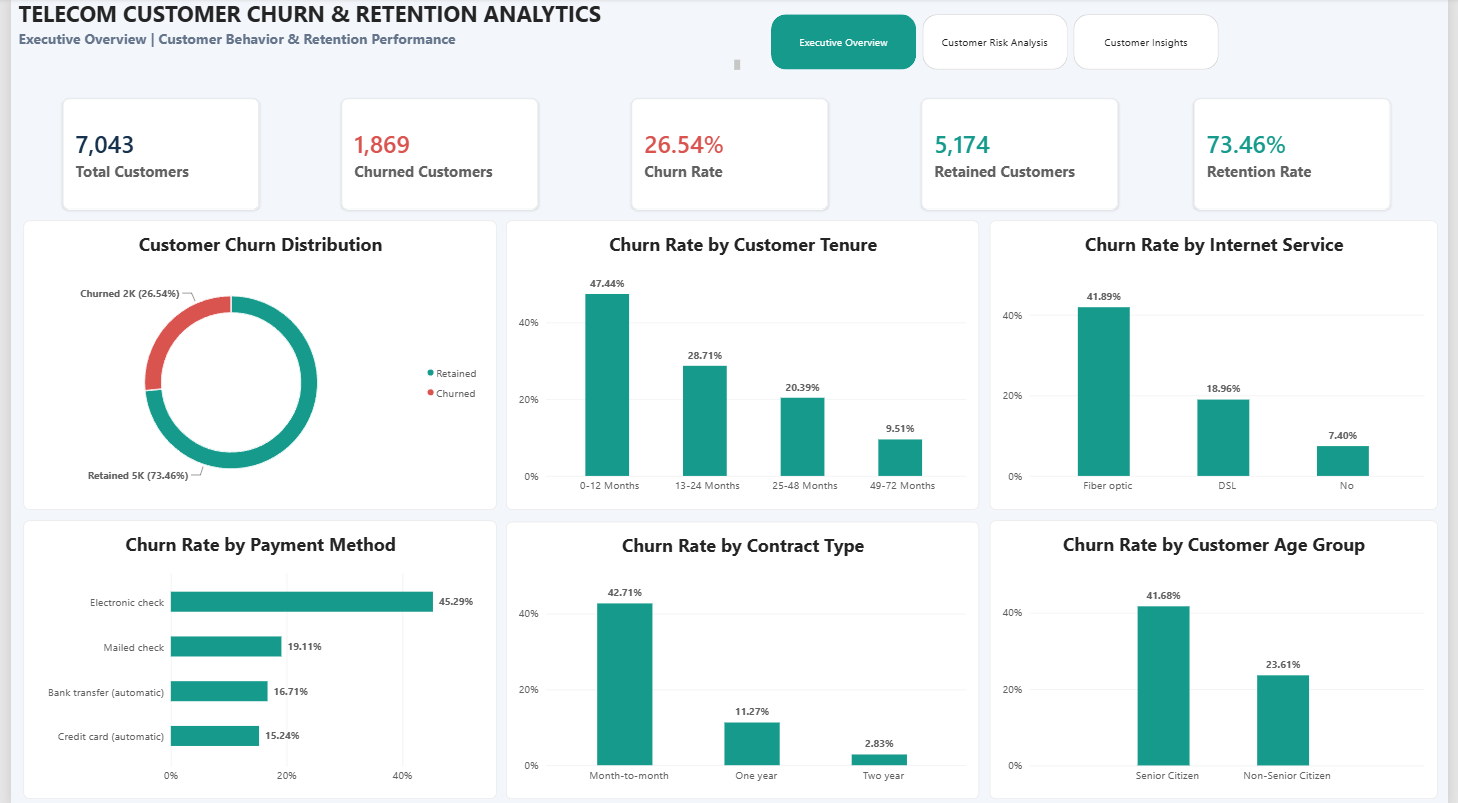 TELECOM CUSTOMER CHURN & RETENTION ANALYTICS
Executive Overview | Customer Behavior & Retention Performance
Executive Overview
Customer Risk Analysis
Customer Insights
7,043
Total Customers
1,869
Churned Customers
26.54%
Churn Rate
5,174
Retained Customers
73.46%
Retention Rate
Customer Churn Distribution
Churned 2K (26.54%)
Retained 5K (73.46%)
Retained
Churned
Churn Rate by Customer Tenure
40%
20%
0%
47.44%
28.71%
20.39%
9.51%
0-12 Months
13-24 Months
25-48 Months
49-72 Months
Churn Rate by Internet Service
40%
20%
0%
41.89%
18.96%
7.40%
Fiber optic
DSL
No
Churn Rate by Payment Method
Electronic check 45.29%
Mailed check 19.11%
Bank transfer (automatic) 16.71%
Credit card (automatic) 15.24%
0% 20% 40%
Churn Rate by Contract Type
40%
20%
0%
42.71%
11.27%
2.83%
Month-to-month
One year
Two year
Churn Rate by Customer Age Group
40%
20%
0%
41.68%
23.61%
Senior Citizen
Non-Senior Citizen